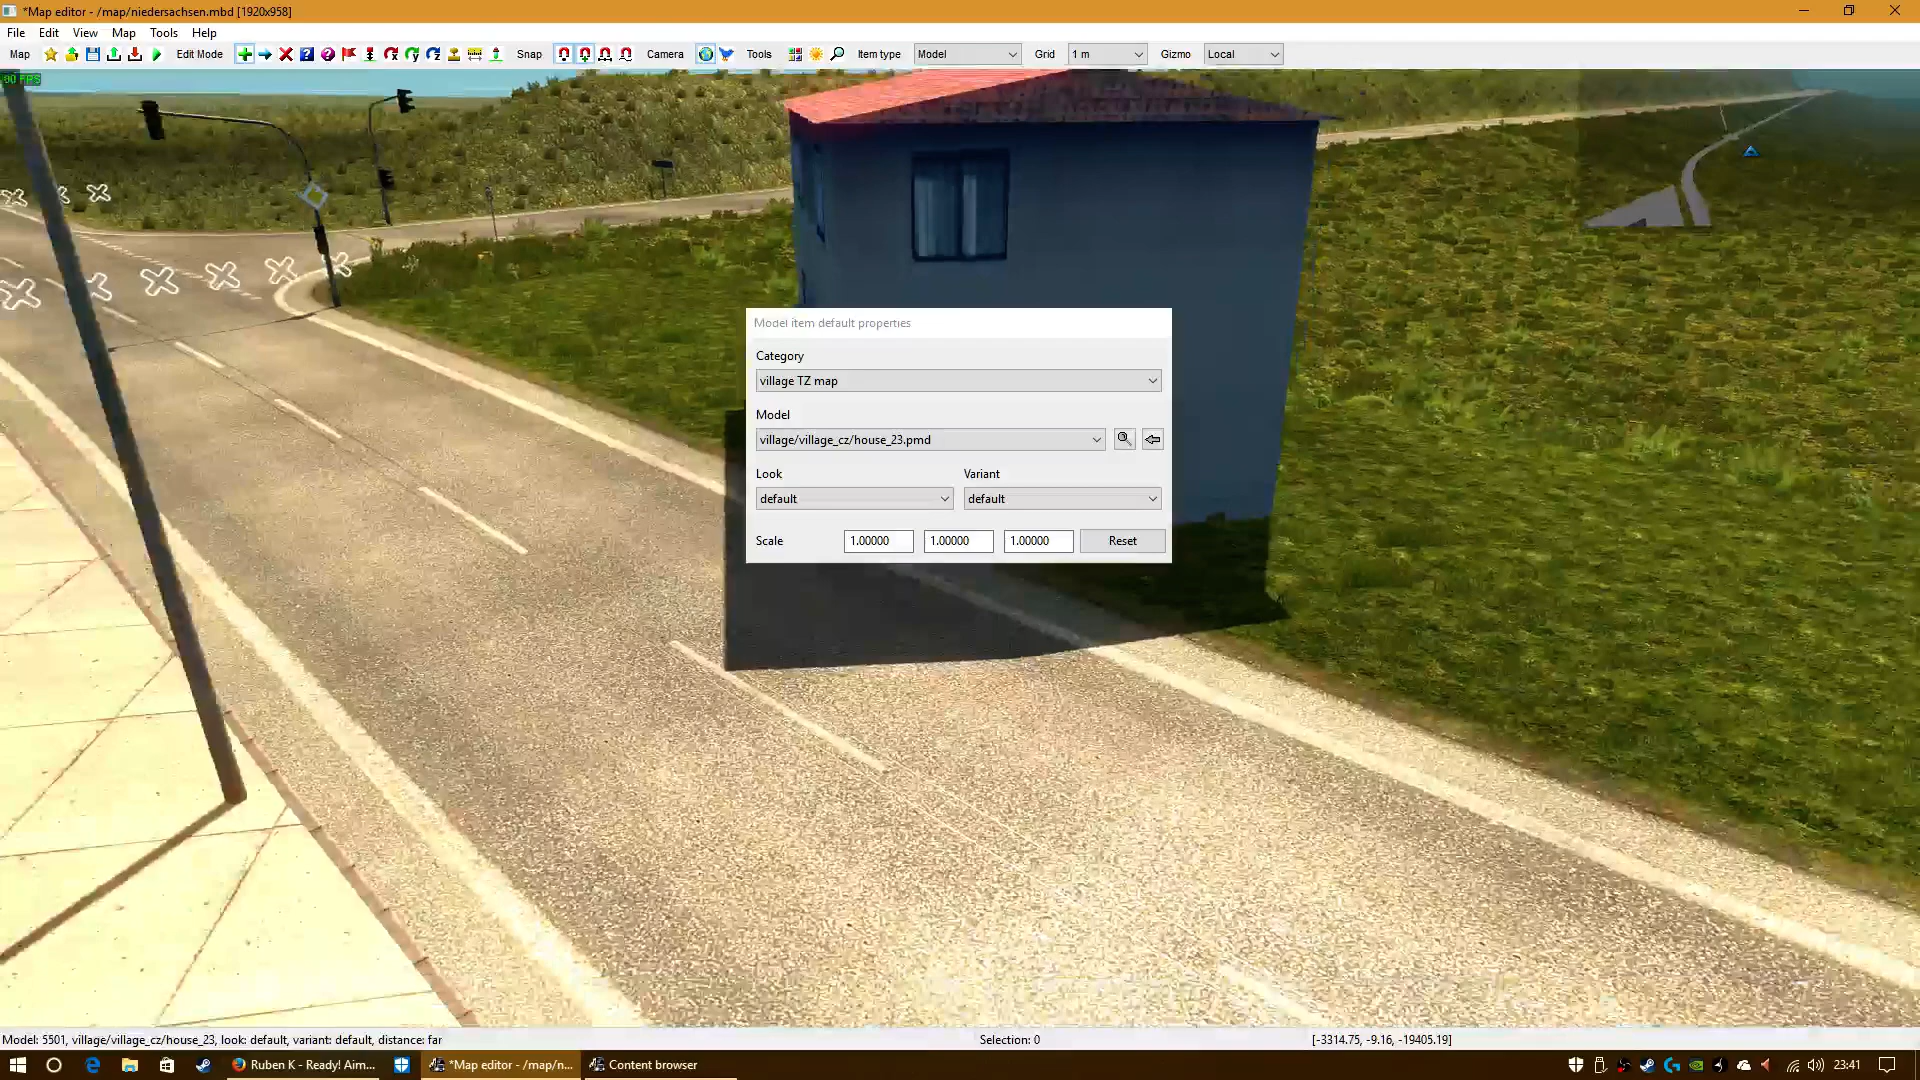 *Map editor - /map/niedersachsen.mbd [1920x958]
File Edit View Map Tools Help
Map Edit Mode Snap Camera Tools Item type Model Grid 1 m Gizmo Local
FPS
Model item default properties
Category
village TZ map
Model
village/village_cz/house_23.pmd
Look Variant
default default
Scale 1.00000 1.00000 1.00000 Reset
Model: 5501, village/village_cz/house_23, look: default, variant: default, distance: far Selection: 0 [-3314.75, -9.16, -19405.19]
Ruben K - Ready! Aim... *Map editor - /map/n... Content browser 23:41